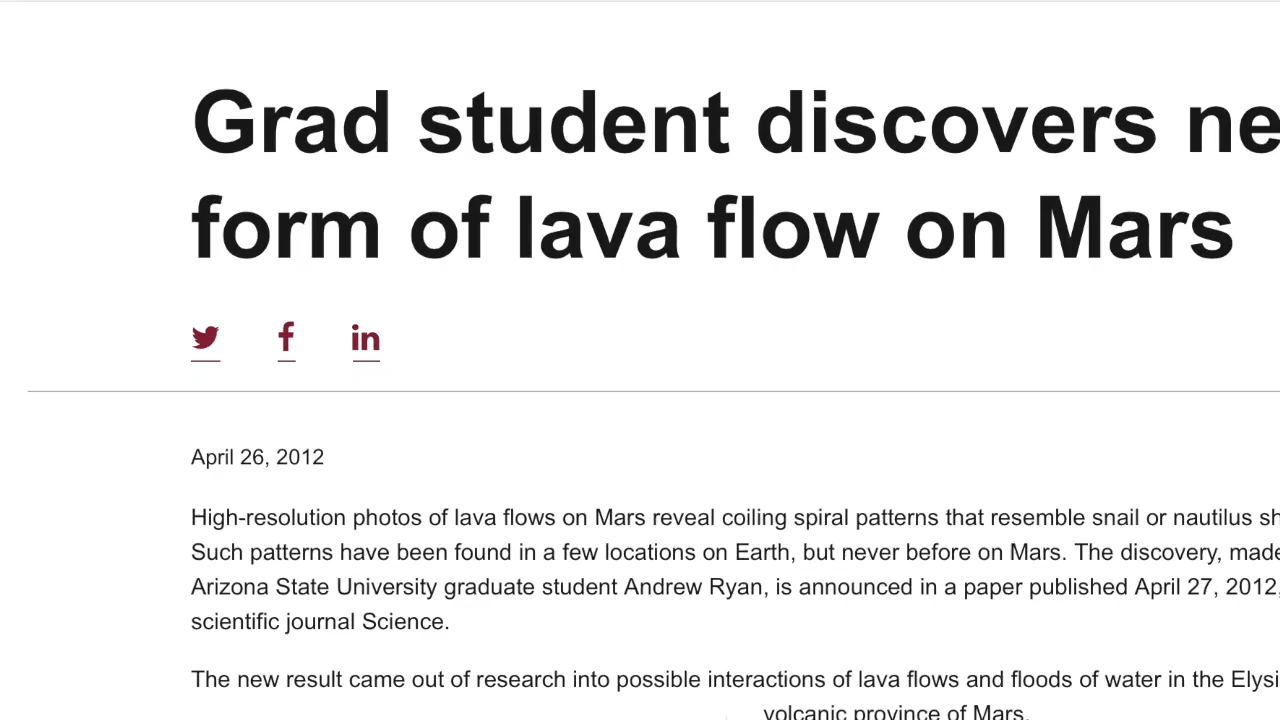 Grad student discovers ne
form of lava flow on Mars
April 26, 2012
High-resolution photos of lava flows on Mars reveal coiling spiral patterns that resemble snail or nautilus sh
Such patterns have been found in a few locations on Earth, but never before on Mars. The discovery, made
Arizona State University graduate student Andrew Ryan, is announced in a paper published April 27, 2012,
scientific journal Science.
The new result came out of research into possible interactions of lava flows and floods of water in the Elysi
volcanic province of Mars.